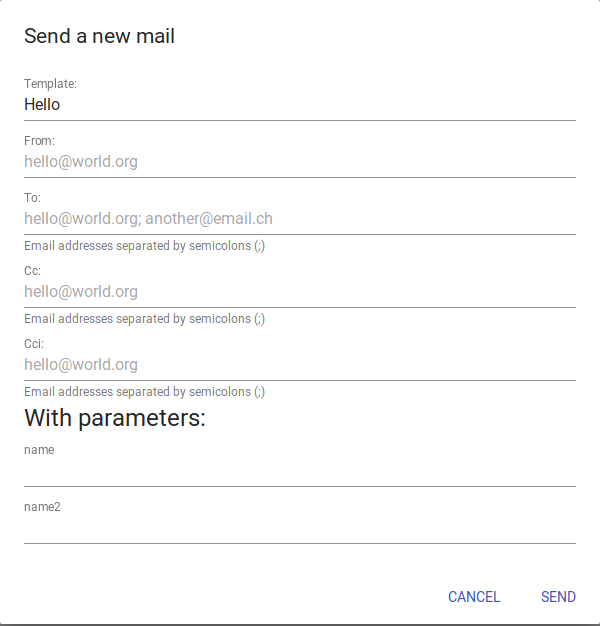 Send a new mail
Template:
Hello
From:
hello@world.org
To:
hello@world.org; another@email.ch
Email addresses separated by semicolons (;)
Cc:
hello@world.org
Email addresses separated by semicolons (;)
Cci:
hello@world.org
Email addresses separated by semicolons (;)
With parameters:
name
name2
CANCEL SEND